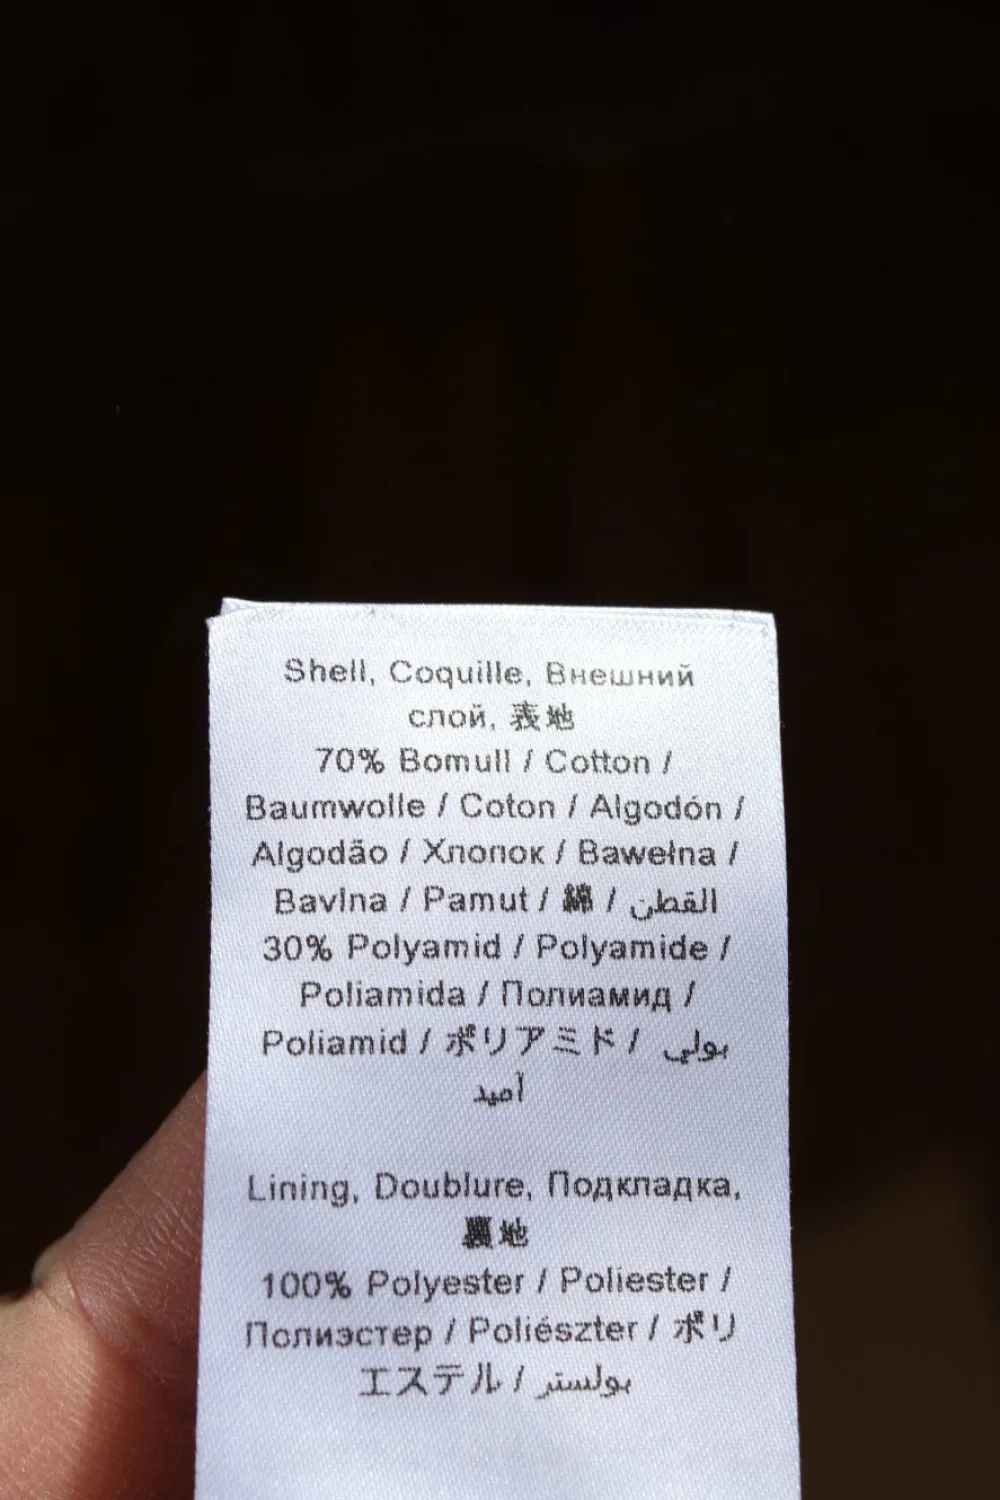 Shell, Coquille, Внешний
слой, 表地
70% Bomull / Cotton /
Baumwolle / Coton / Algodón /
Algodão / Хлопок / Bawełna /
Bavlna / Pamut / 綿 / القطن
30% Polyamid / Polyamide /
Poliamida / Полиамид /
Poliamid / ポリアミド / بولي
آميد
Lining, Doublure, Подкладка,
裏地
100% Polyester / Poliester /
Полиэстер / Poliészter / ポリ
エステル / بولستر